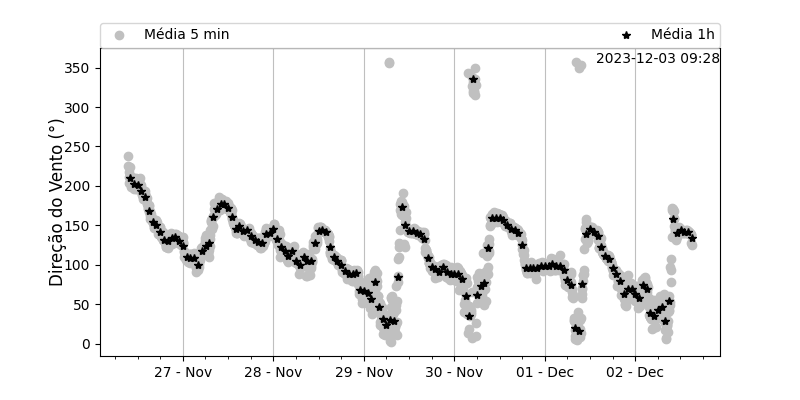 Média 5 min
Média 1h
2023-12-03 09:28
Direção do Vento (°)
350
300
250
200
150
100
50
0
27 - Nov
28 - Nov
29 - Nov
30 - Nov
01 - Dec
02 - Dec